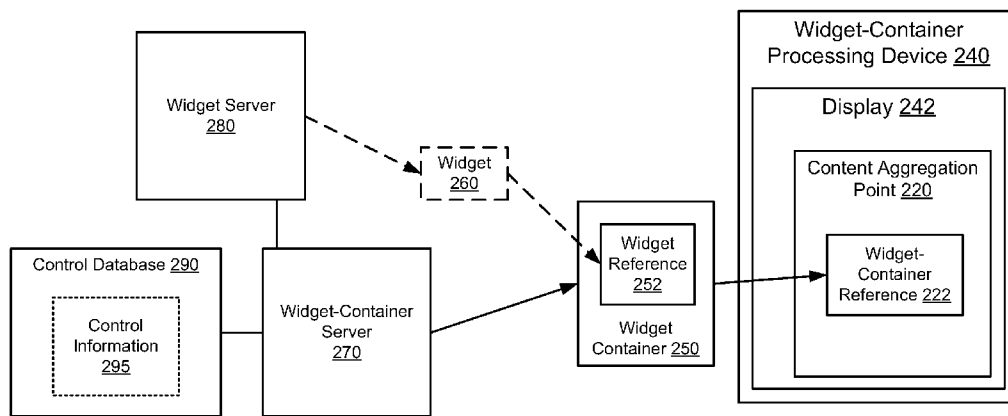 Widget-Container
Processing Device 240
Display 242
Content Aggregation
Point 220
Widget-
Container
Reference 222
Widget Server
280
Widget
260
Widget
Reference
252
Widget
Container 250
Control Database 290
Control
Information
295
Widget-Container
Server
270